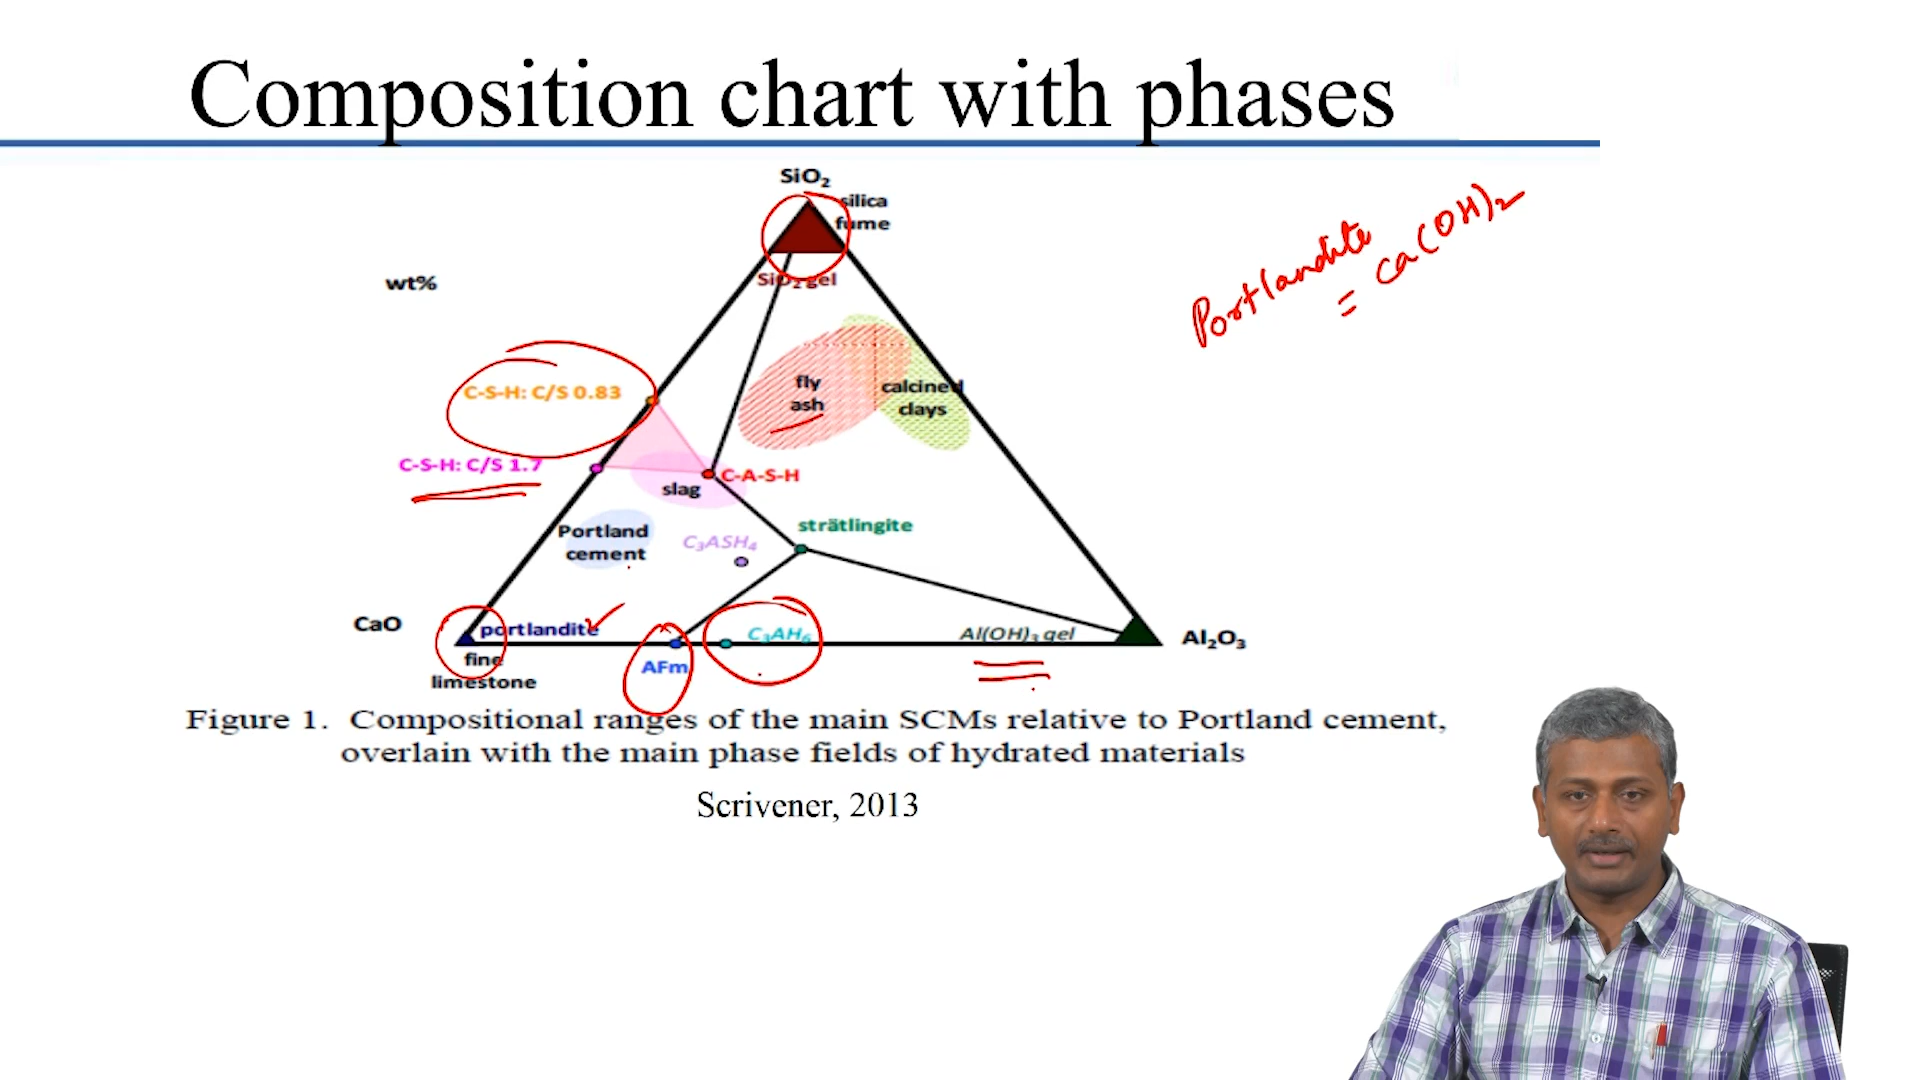 Composition chart with phases
SiO₂
silica
fume
SiO₂ gel
wt%
Portlandite
= Ca(OH)₂
fly
ash
calcined
clays
C-S-H: C/S 0.83
C-S-H: C/S 1.7
C-A-S-H
slag
Portland
cement
C₃ASH₄
strätlingite
CaO
portlandite
C₃AH₆
Al(OH)₃ gel
Al₂O₃
fine
limestone
AFm
Figure 1. Compositional ranges of the main SCMs relative to Portland cement,
overlain with the main phase fields of hydrated materials
Scrivener, 2013